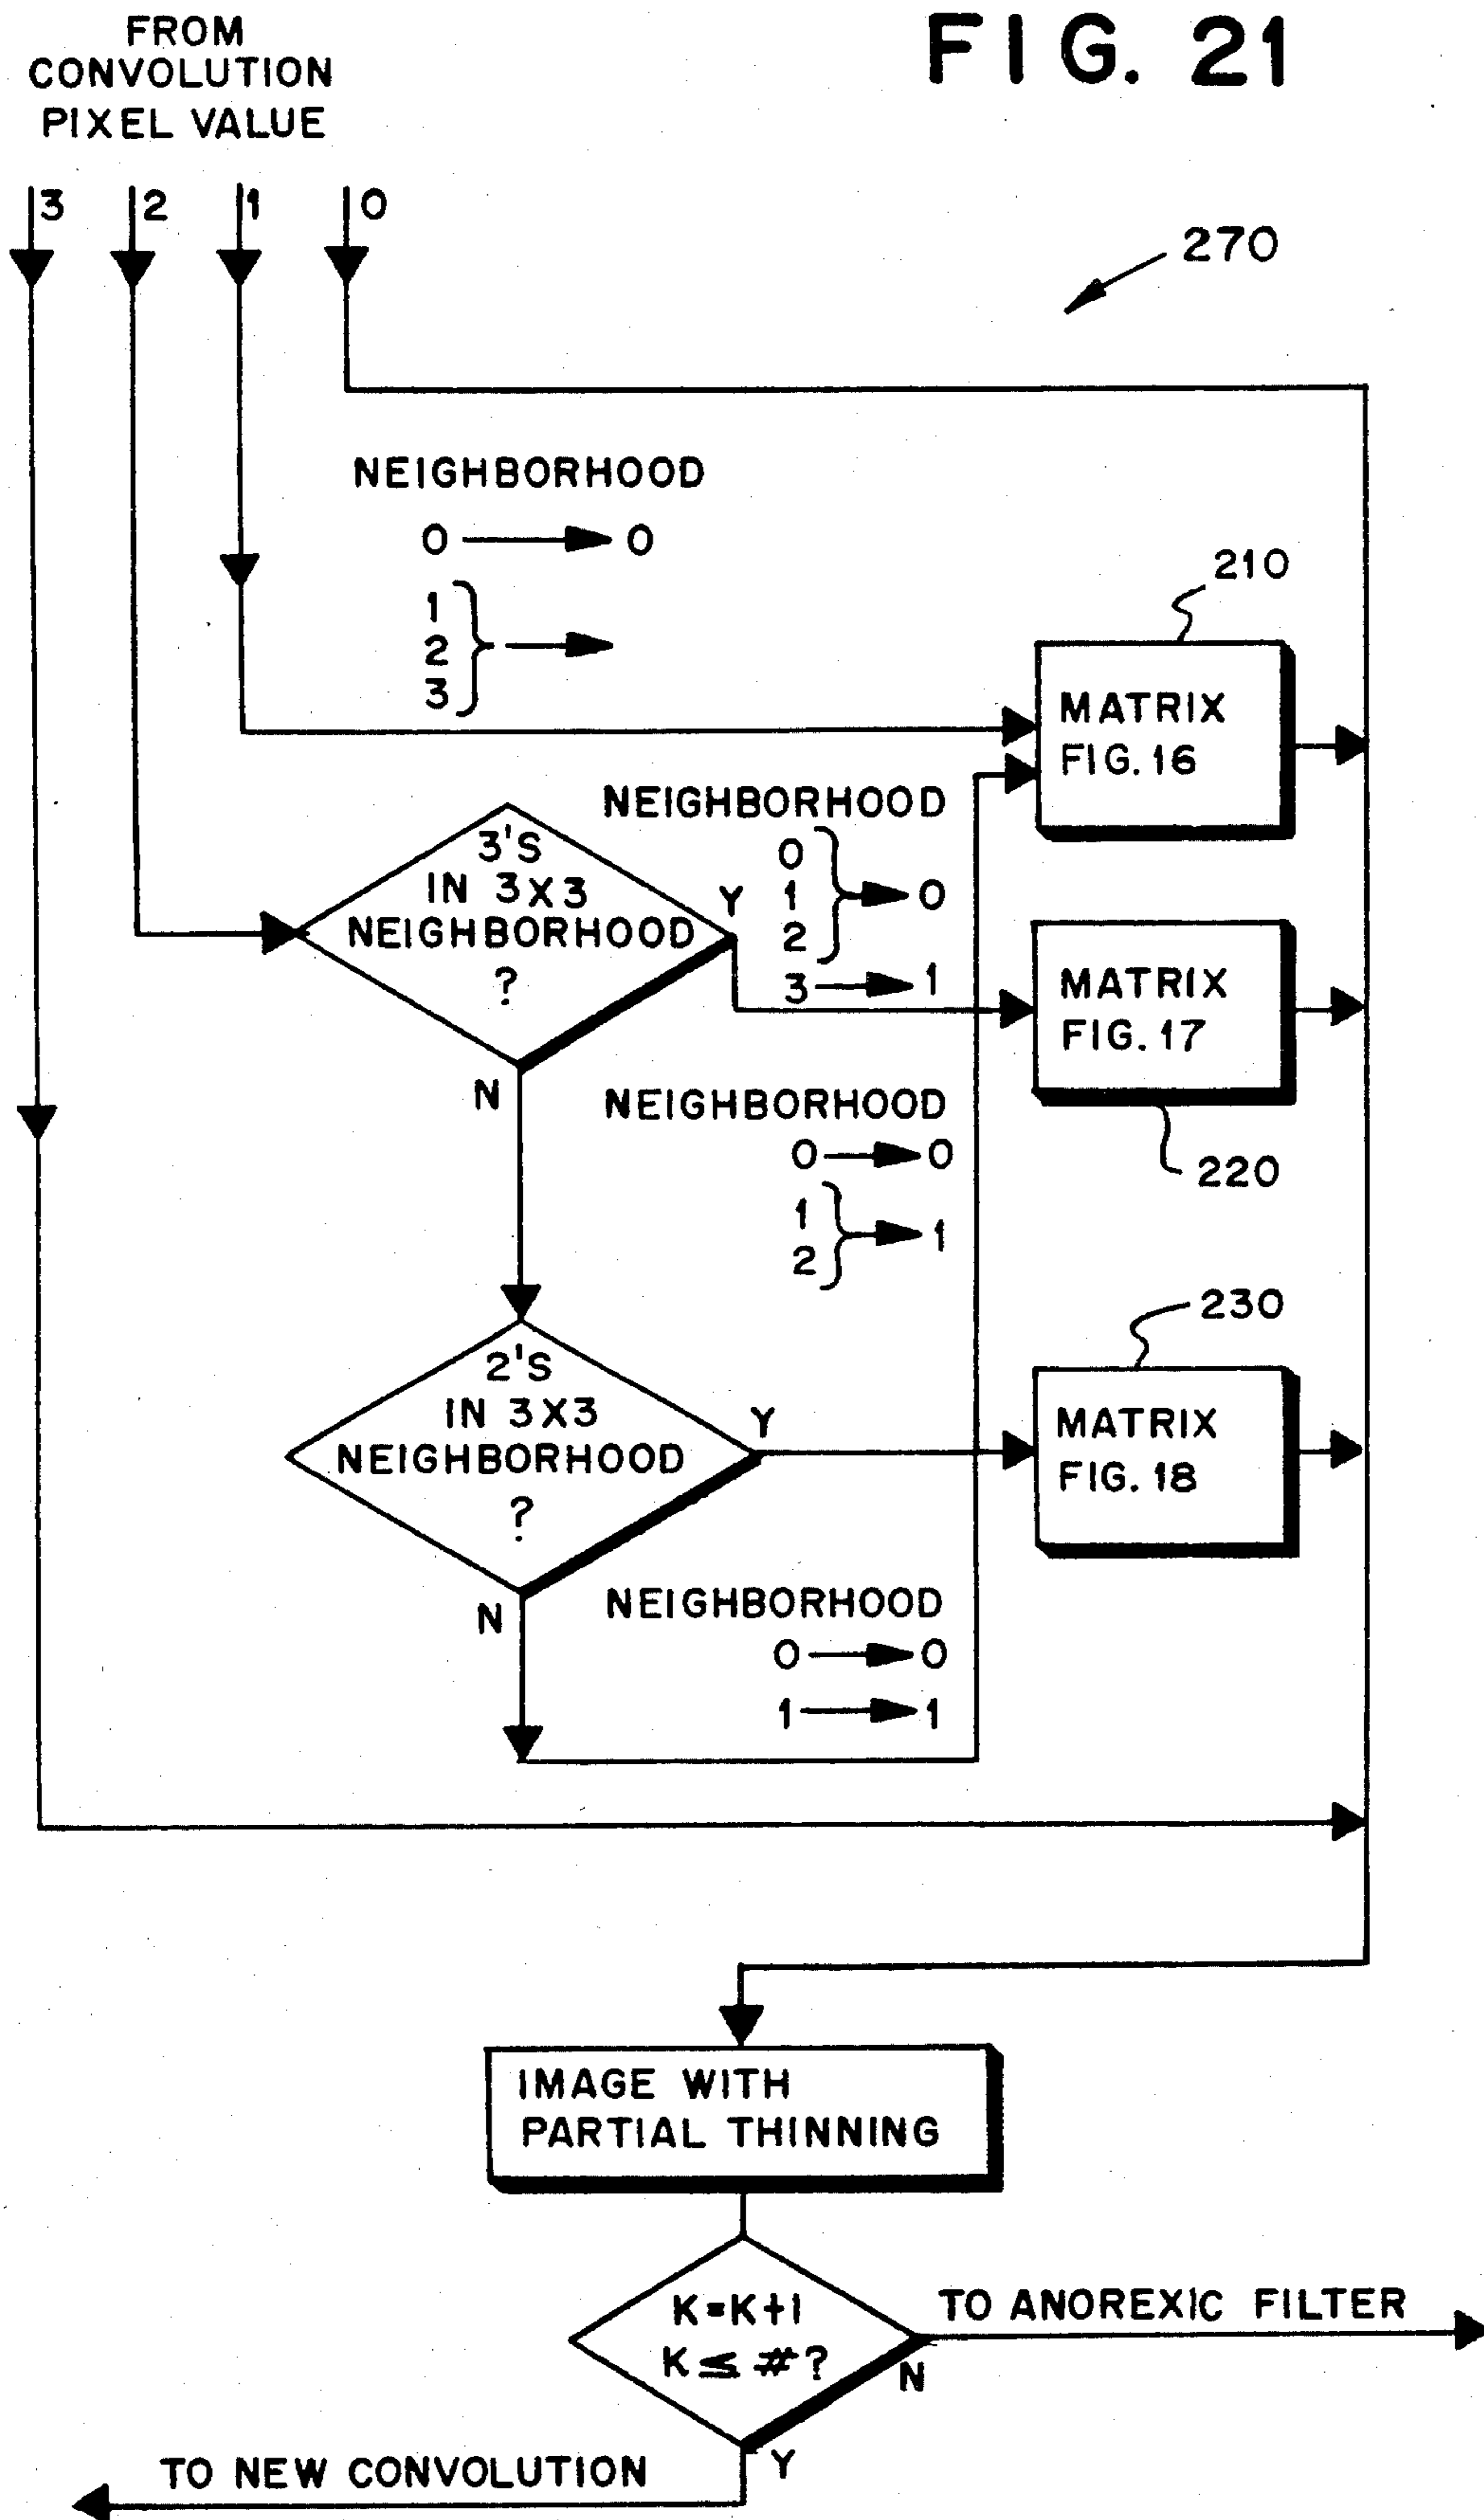 FIG. 21
FROM
CONVOLUTION
PIXEL VALUE
3 2 1 0
270
NEIGHBORHOOD
0 → 0
1
2
3
210
MATRIX
FIG. 16
NEIGHBORHOOD
0
1 → 0
2
3 → 1
3'S
IN 3X3
NEIGHBORHOOD
?
Y
N
MATRIX
FIG. 17
220
NEIGHBORHOOD
0 → 0
1
2
→ 1
230
2'S
IN 3X3
NEIGHBORHOOD
?
Y
N
MATRIX
FIG. 18
NEIGHBORHOOD
0 → 0
1 → 1
IMAGE WITH
PARTIAL THINNING
K=K+1
K ≤ #?
N
TO ANOREXIC FILTER
Y
TO NEW CONVOLUTION